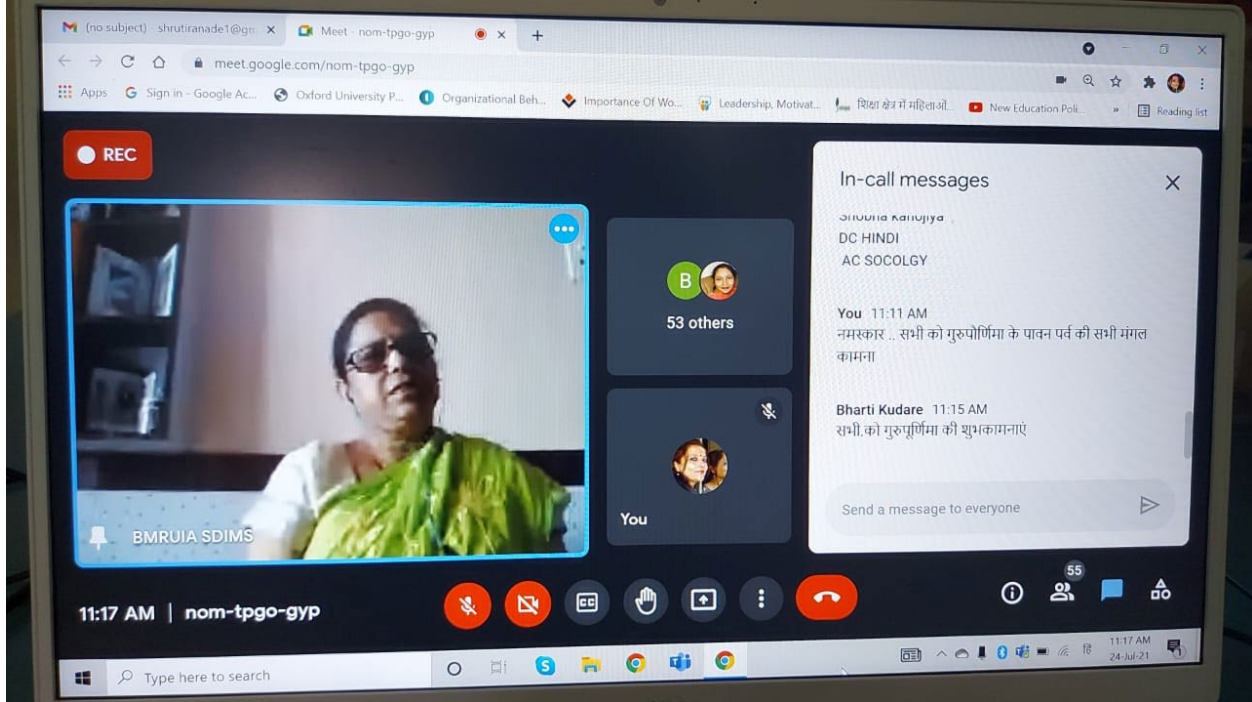 (no subject) - shrutiranade1@gm
Meet - nom-tpgo-gyp
meet.google.com/nom-tpgo-gyp
Apps
Sign in - Google Ac...
Oxford University P...
Organizational Beh...
Importance Of Wo...
Leadership, Motivat...
शिक्षा क्षेत्र में महिलाओं...
New Education Poli...
»
Reading list
REC
In-call messages
Shobha Kanojiya
DC HINDI
AC SOCOLGY
B
53 others
You 11:11 AM
नमस्कार .. सभी को गुरुपोर्णिमा के पावन पर्व की सभी मंगल
कामना
Bharti Kudare 11:15 AM
सभी.को गुरुपूर्णिमा की शुभकामनाएं
You
Send a message to everyone
BMRUIA SDIMS
55
11:17 AM | nom-tpgo-gyp
CC
Type here to search
11:17 AM
24-Jul-21